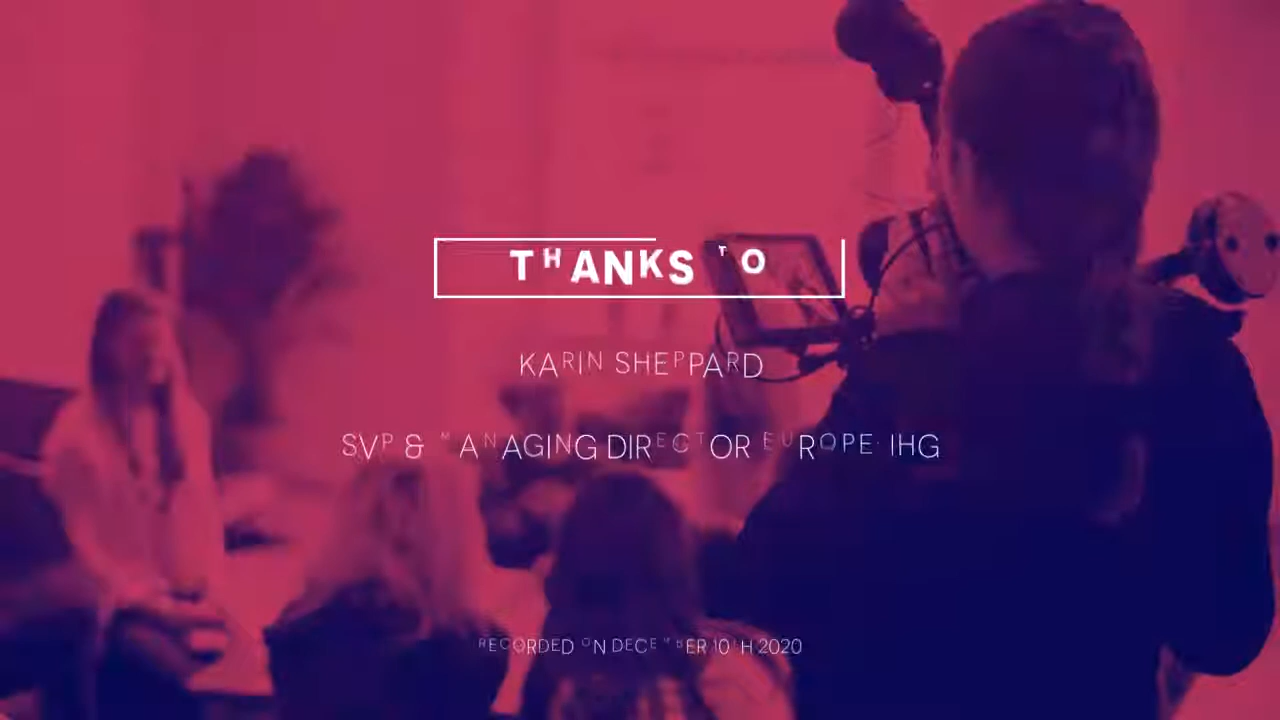 THANKS TO
KARIN SHEPPARD
SVP & MANAGING DIRECTOR EUROPE IHG
RECORDED ON DECEMBER 10TH 2020